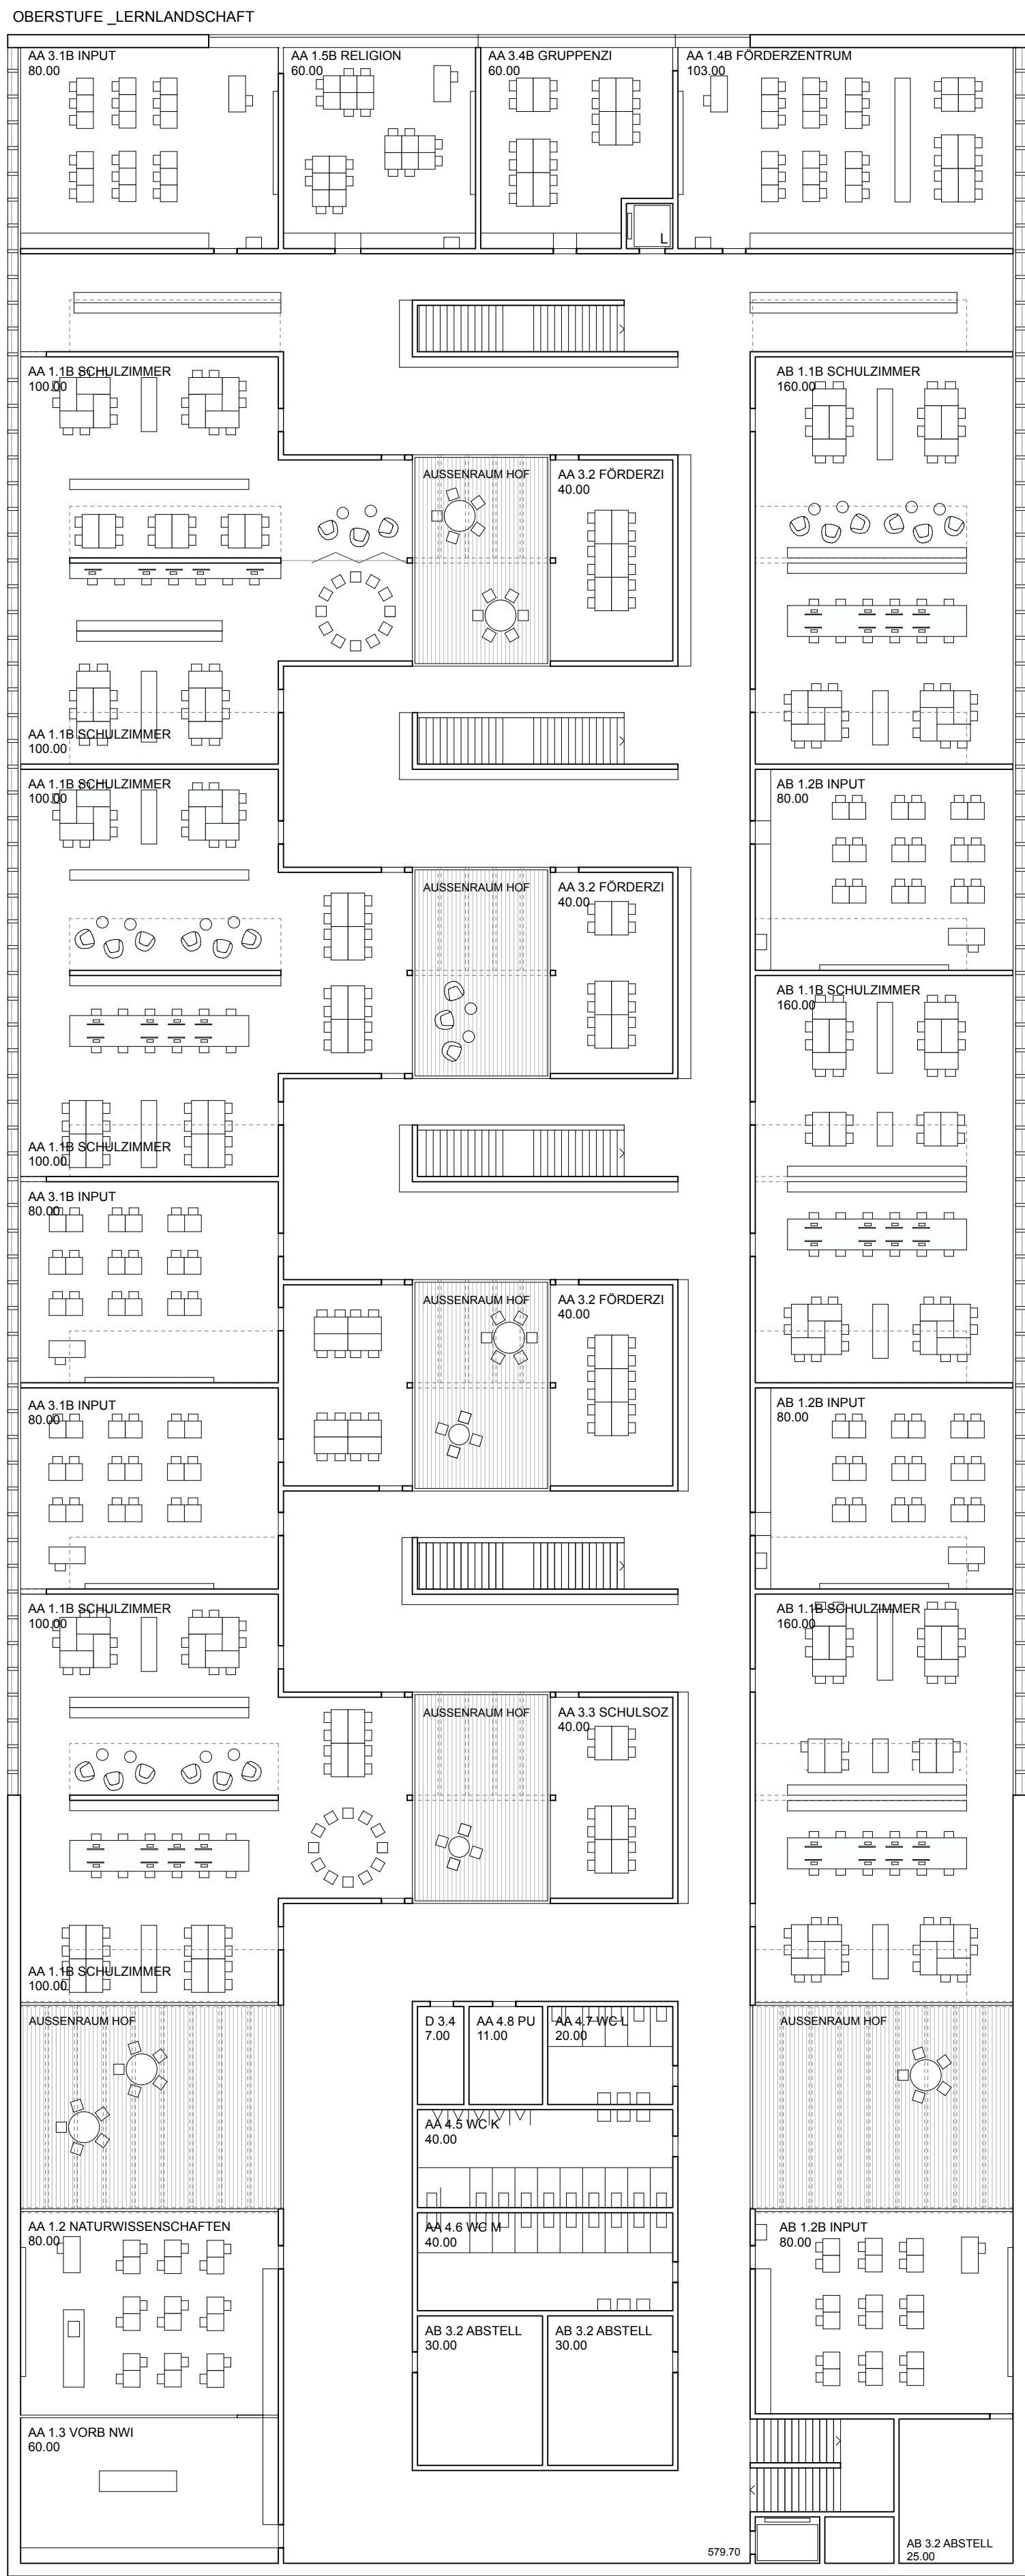 OBERSTUFE _LERNLANDSCHAFT
AA 3.1B INPUT
80.00
AA 1.5B RELIGION
60.00
AA 3.4B GRUPPENZI
60.00
AA 1.4B FÖRDERZENTRUM
103.00
L
AA 1.1B SCHULZIMMER
100.00
AB 1.1B SCHULZIMMER
160.00
AUSSENRAUM HOF
AA 3.2 FÖRDERZI
40.00
AA 1.1B SCHULZIMMER
100.00
AA 1.1B SCHULZIMMER
100.00
AB 1.2B INPUT
80.00
AUSSENRAUM HOF
AA 3.2 FÖRDERZI
40.00
AB 1.1B SCHULZIMMER
160.00
AA 1.1B SCHULZIMMER
100.00
AA 3.1B INPUT
80.00
AUSSENRAUM HOF
AA 3.2 FÖRDERZI
40.00
AA 3.1B INPUT
80.00
AB 1.2B INPUT
80.00
AA 1.1B SCHULZIMMER
100.00
AB 1.1B SCHULZIMMER
160.00
AUSSENRAUM HOF
AA 3.3 SCHULSOZ
40.00
AA 1.1B SCHULZIMMER
100.00
AUSSENRAUM HOF
D 3.4
7.00
AA 4.8 PU
11.00
AA 4.7 WC L
20.00
AUSSENRAUM HOF
AA 4.5 WC K
40.00
AA 1.2 NATURWISSENSCHAFTEN
80.00
AA 4.6 WC M
40.00
AB 1.2B INPUT
80.00
AB 3.2 ABSTELL
30.00
AB 3.2 ABSTELL
30.00
AA 1.3 VORB NWI
60.00
579.70
AB 3.2 ABSTELL
25.00